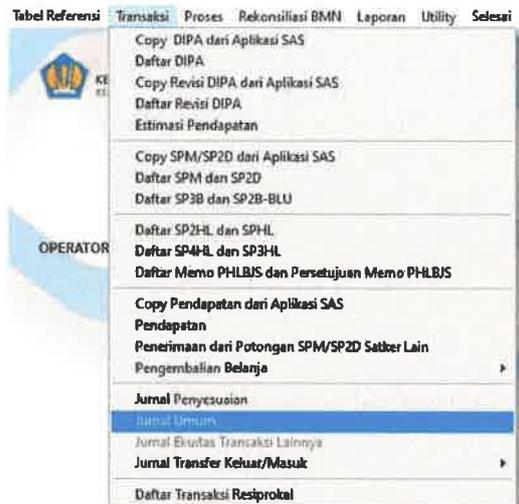 Tabel Referensi Transaksi Proses Rekonsiliasi BMN Laporan Utility Selesai
Copy DIPA dari Aplikasi SAS
Daftar DIPA
Copy Revisi DIPA dari Aplikasi SAS
Daftar Revisi DIPA
Estimasi Pendapatan
Copy SPM/SP2D dari Aplikasi SAS
Daftar SPM dan SP2D
Daftar SP3B dan SP2B-BLU
Daftar SP2HL dan SPHL
OPERATOR
Daftar SP4HL dan SP3HL
Daftar Memo PHLBJS dan Persetujuan Memo PHLBJS
Copy Pendapatan dari Aplikasi SAS
Pendapatan
Penerimaan dari Potongan SPM/SP2D Satker Lain
Pengembalian Belanja
Jurnal Penyesuaian
Jurnal Umum
Jurnal Ekuitas Transaksi Lainnya
Jurnal Transfer Keluar/Masuk
Daftar Transaksi Resiprokal